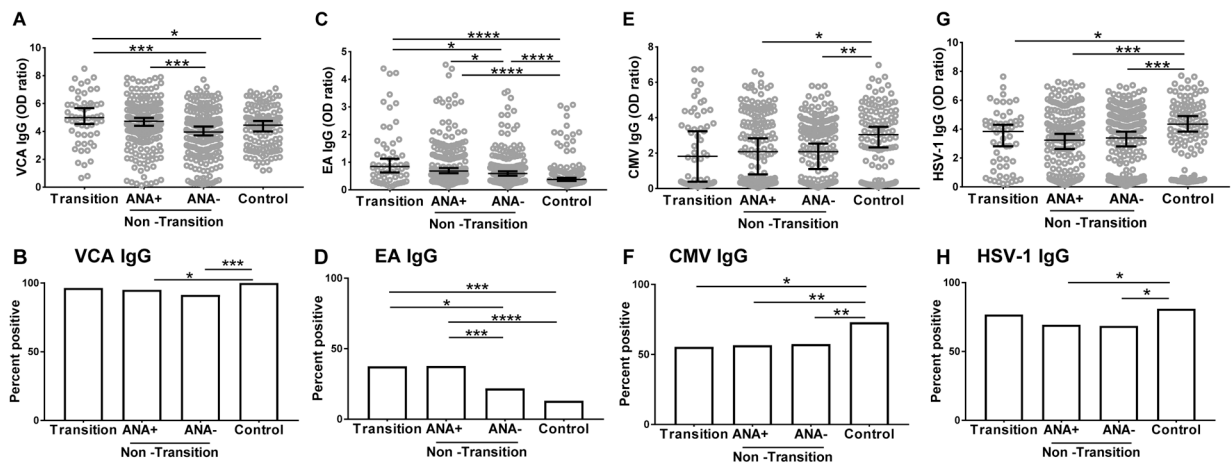 A
VCA IgG (OD ratio)
10
8
6
4
2
0
*
***
***
Transition ANA+ ANA- Control
Non -Transition
C
EA IgG (OD ratio)
5
4
3
2
1
0
****
*
* ****
****
Transition ANA+ ANA- Control
Non -Transition
E
CMV IgG (OD ratio)
8
6
4
2
0
*
**
Transition ANA+ ANA- Control
Non -Transition
G
HSV-1 IgG (OD ratio)
10
8
6
4
2
0
*
***
***
Transition ANA+ ANA- Control
Non -Transition
B VCA IgG
Percent positive
100
50
0
***
*
Transition ANA+ ANA- Control
Non -Transition
D EA IgG
Percent positive
100
50
0
***
*
****
***
Transition ANA+ ANA- Control
Non -Transition
F CMV IgG
Percent positive
100
50
0
*
**
**
Transition ANA+ ANA- Control
Non -Transition
H HSV-1 IgG
Percent positive
100
50
0
*
*
Transition ANA+ ANA- Control
Non -Transition